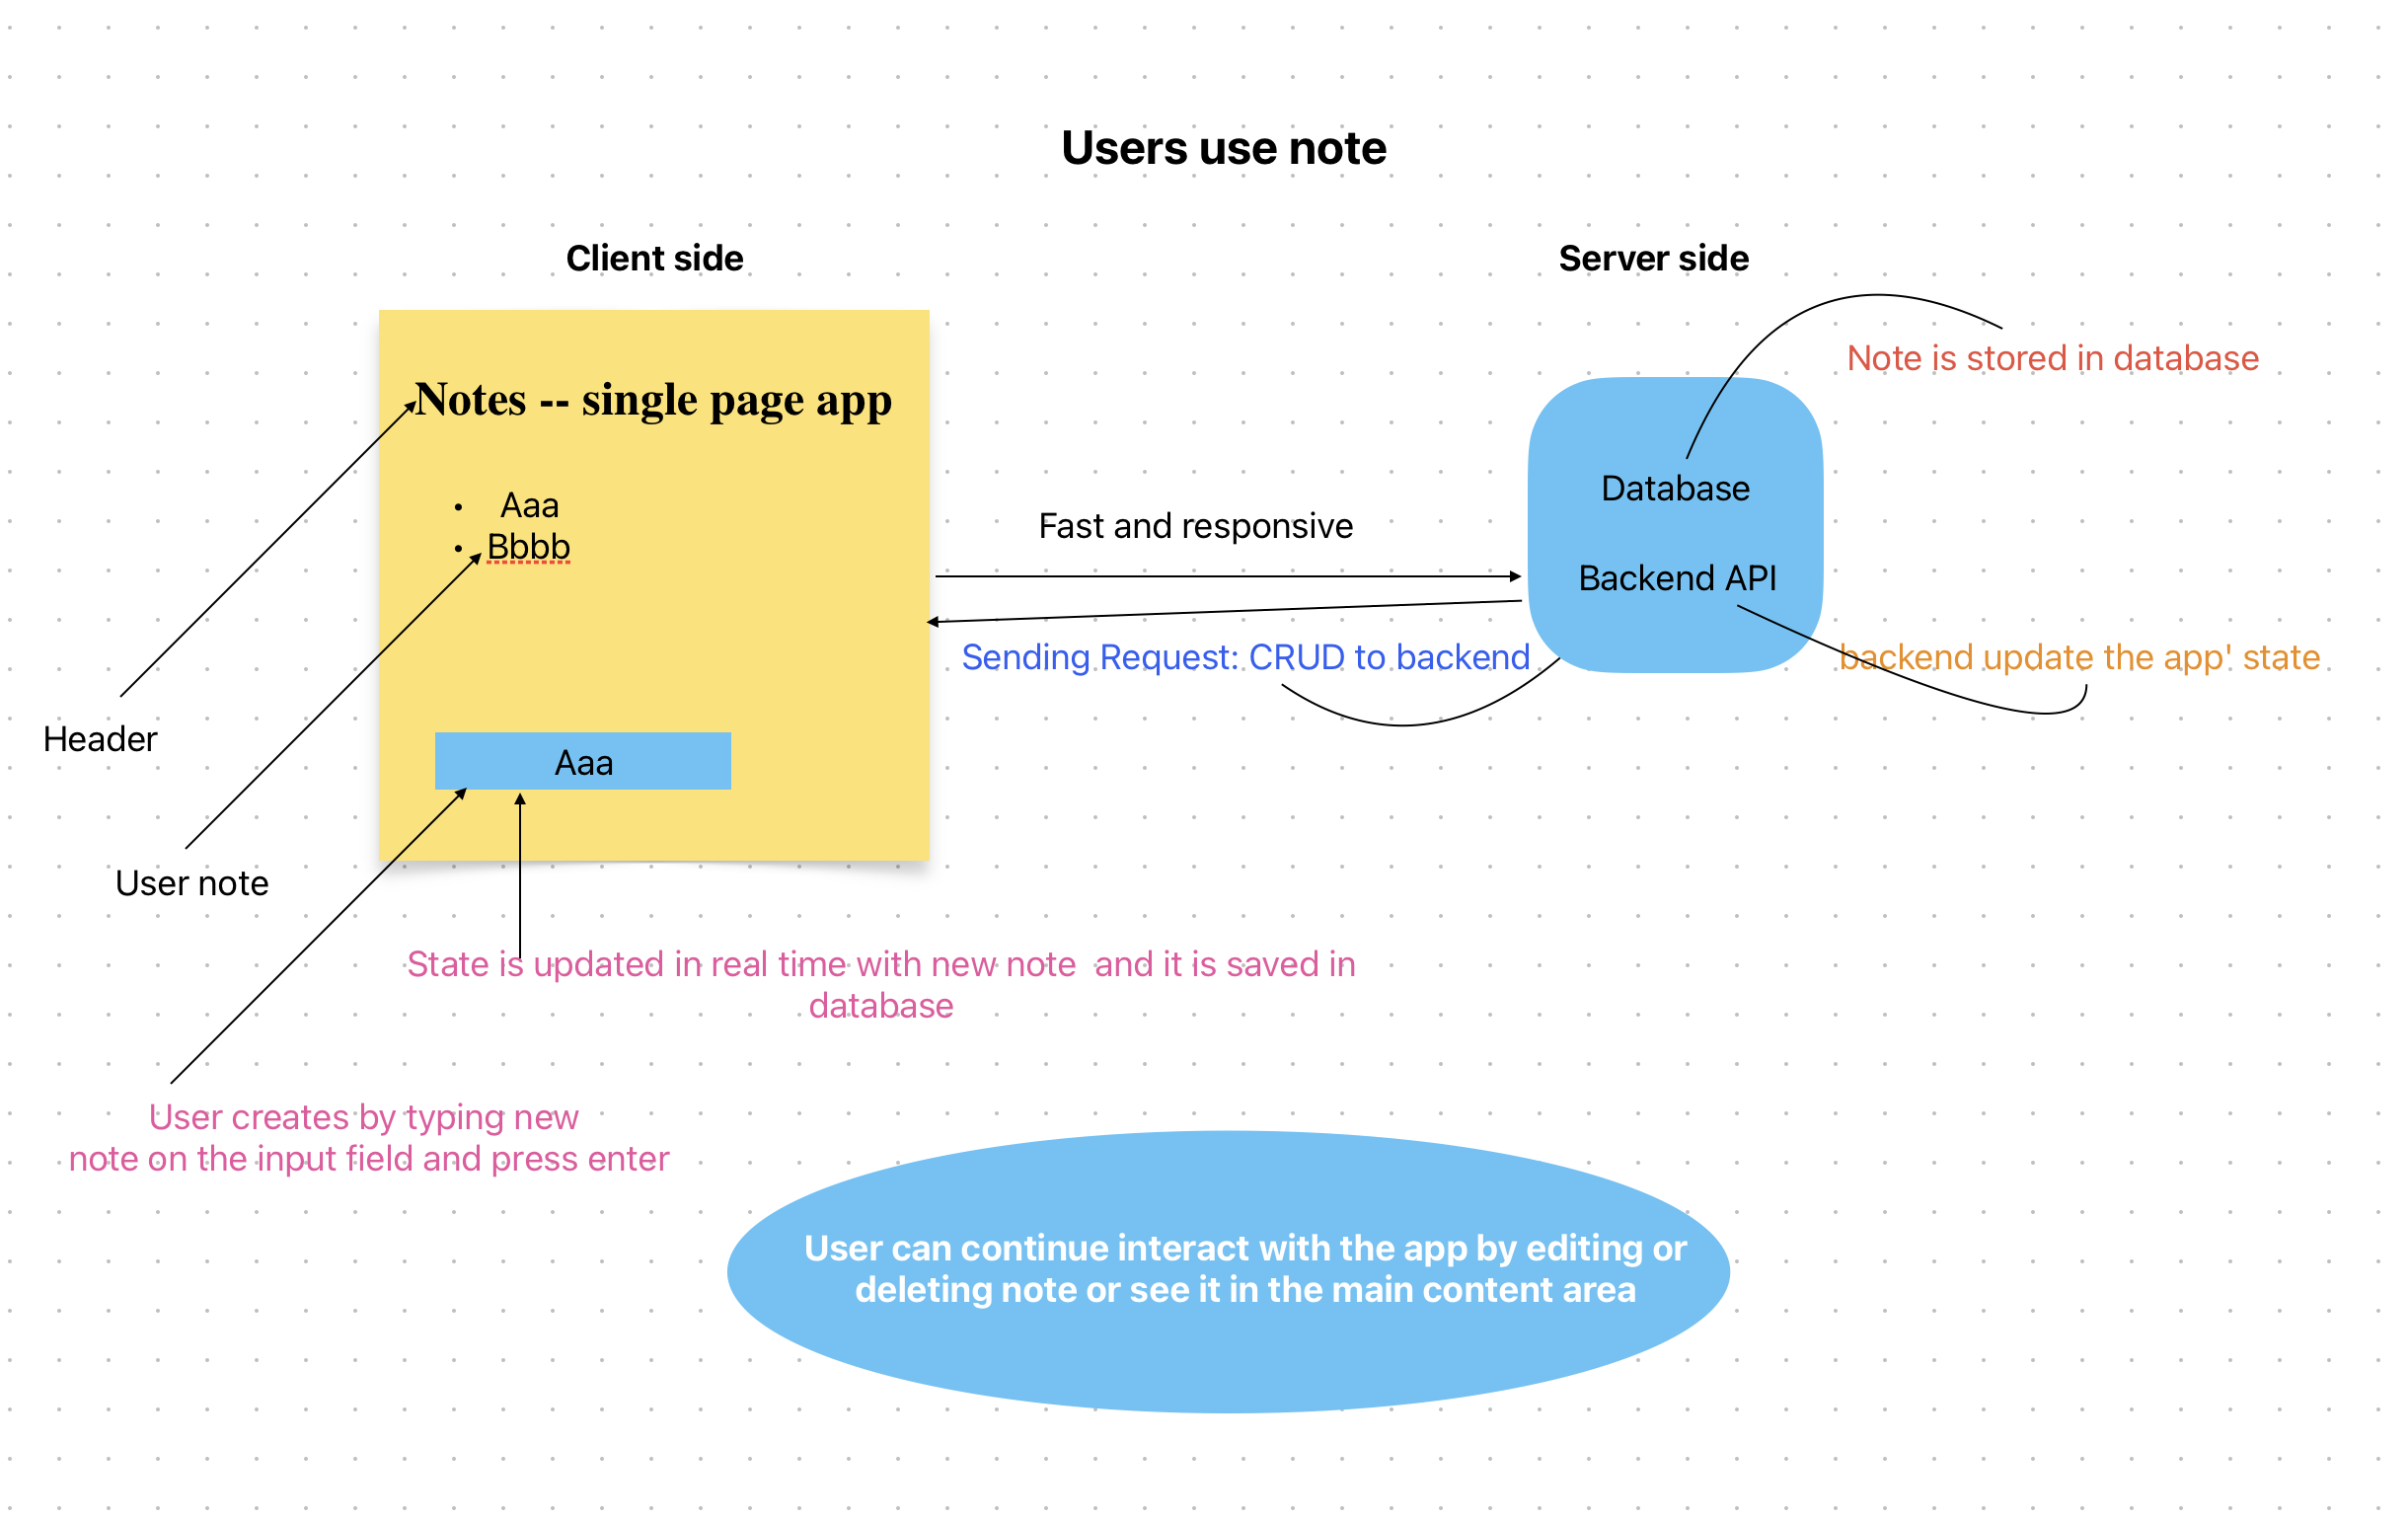 Users use note
Client side
Server side
Note is stored in database
Notes -- single page app
• Aaa
• Bbbb
Database
Fast and responsive
Backend API
Sending Request: CRUD to backend
backend update the app' state
Header
Aaa
User note
State is updated in real time with new note  and it is saved in
database
User creates by typing new
note on the input field and press enter
User can continue interact with the app by editing or
deleting note or see it in the main content area